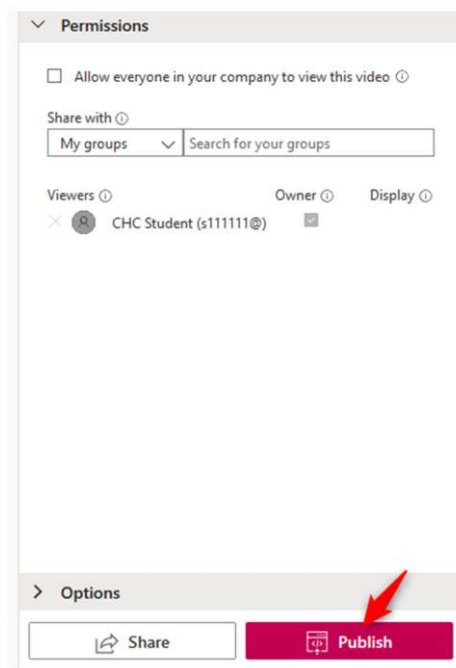 Permissions
Allow everyone in your company to view this video
Share with
My groups Search for your groups
Viewers Owner Display
CHC Student (s111111@)
Options
Share Publish